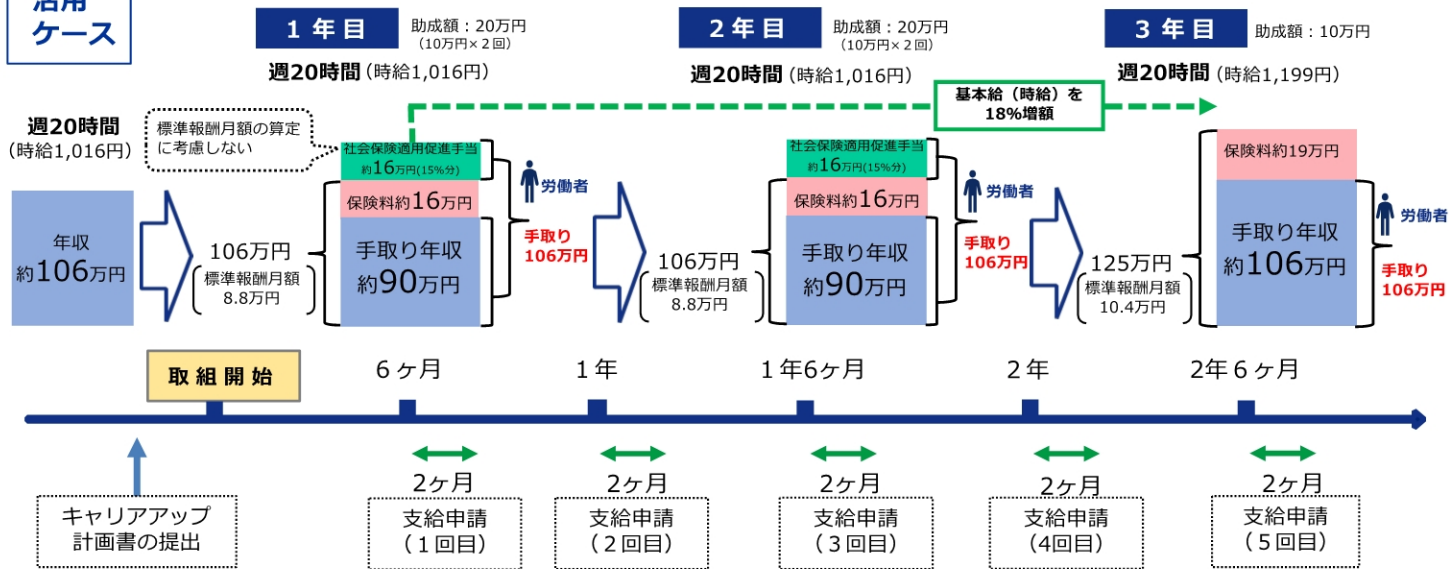 活用
ケース
1年目
助成額：20万円
（10万円×２回）
週20時間（時給1,016円）
2年目
助成額：20万円
（10万円×２回）
週20時間（時給1,016円）
3年目
助成額：10万円
週20時間（時給1,199円）
基本給（時給）を
18%増額
週20時間
（時給1,016円）
標準報酬月額の算定
に考慮しない
年収
約106万円
106万円
標準報酬月額
8.8万円
社会保険適用促進手当
約16万円(15%分)
保険料約16万円
手取り年収
約90万円
労働者
手取り
106万円
106万円
標準報酬月額
8.8万円
社会保険適用促進手当
約16万円(15%分)
保険料約16万円
手取り年収
約90万円
労働者
手取り
106万円
125万円
標準報酬月額
10.4万円
保険料約19万円
手取り年収
約106万円
労働者
手取り
106万円
取組開始
6ヶ月
1年
1年6ヶ月
2年
2年6ヶ月
キャリアアップ
計画書の提出
2ヶ月
支給申請
（１回目）
2ヶ月
支給申請
（２回目）
2ヶ月
支給申請
（３回目）
2ヶ月
支給申請
（4回目）
2ヶ月
支給申請
（５回目）